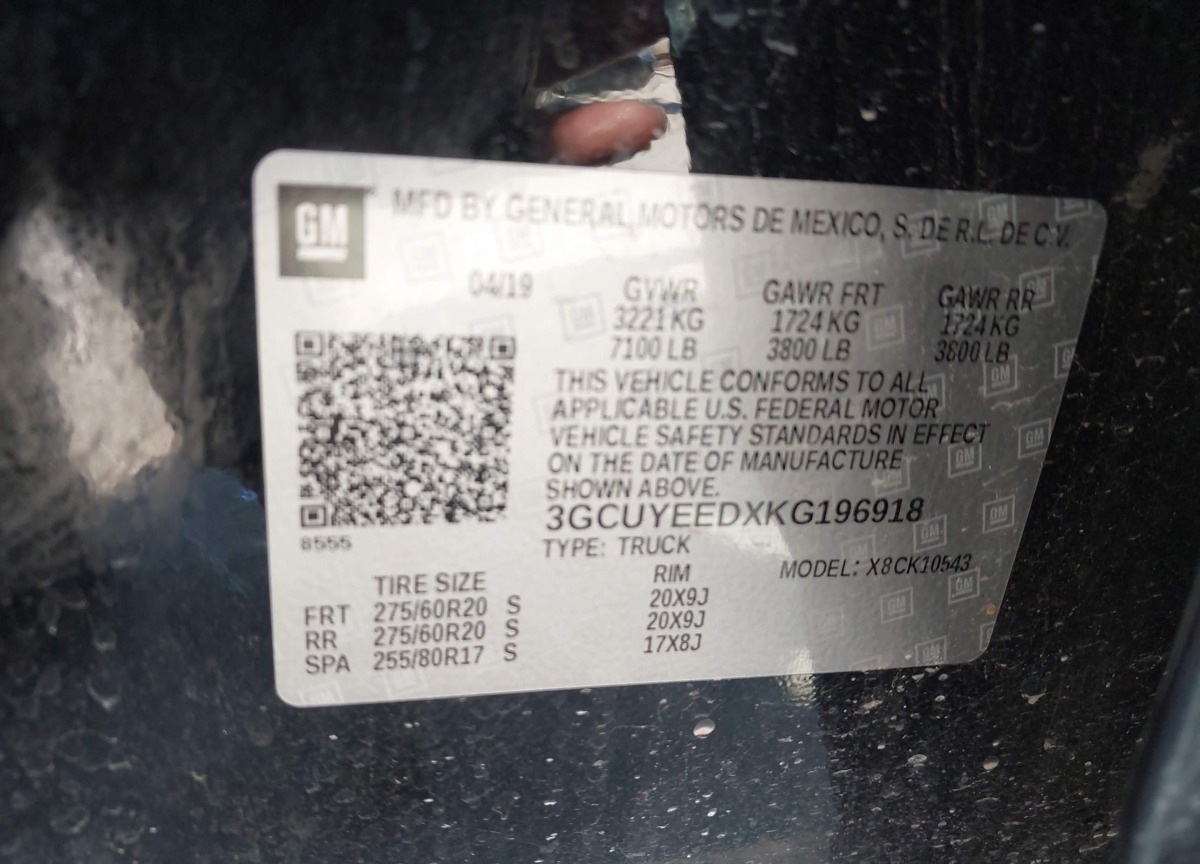 GM
MFD BY GENERAL MOTORS DE MEXICO, S. DE R.L. DE C.V.
04/19 GVWR GAWR FRT GAWR RR
3221 KG 1724 KG 1724 KG
7100 LB 3800 LB 3800 LB
THIS VEHICLE CONFORMS TO ALL
APPLICABLE U.S. FEDERAL MOTOR
VEHICLE SAFETY STANDARDS IN EFFECT
ON THE DATE OF MANUFACTURE
SHOWN ABOVE.
3GCUYEEDXKG196918
8555
TYPE: TRUCK
MODEL: X8CK10543
TIRE SIZE RIM
FRT 275/60R20 S 20X9J
RR 275/60R20 S 20X9J
SPA 255/80R17 S 17X8J